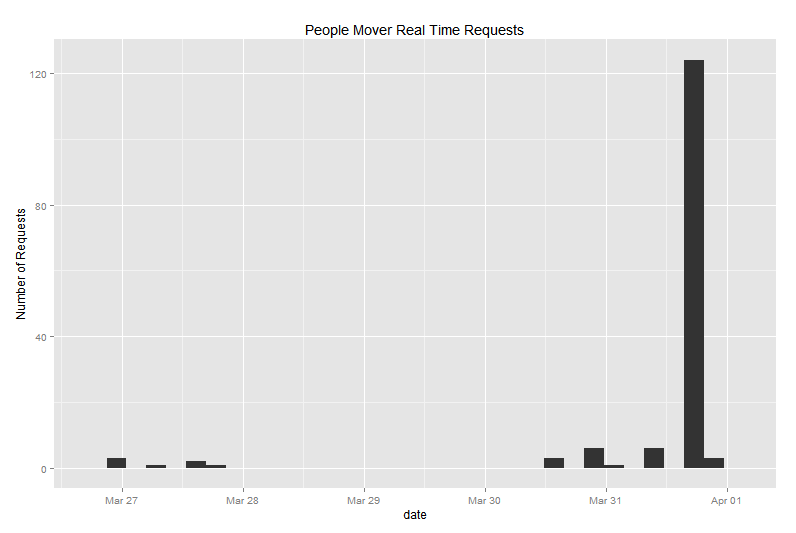 People Mover Real Time Requests
Number of Requests
120
80
40
0
Mar 27 Mar 28 Mar 29 Mar 30 Mar 31 Apr 01
date